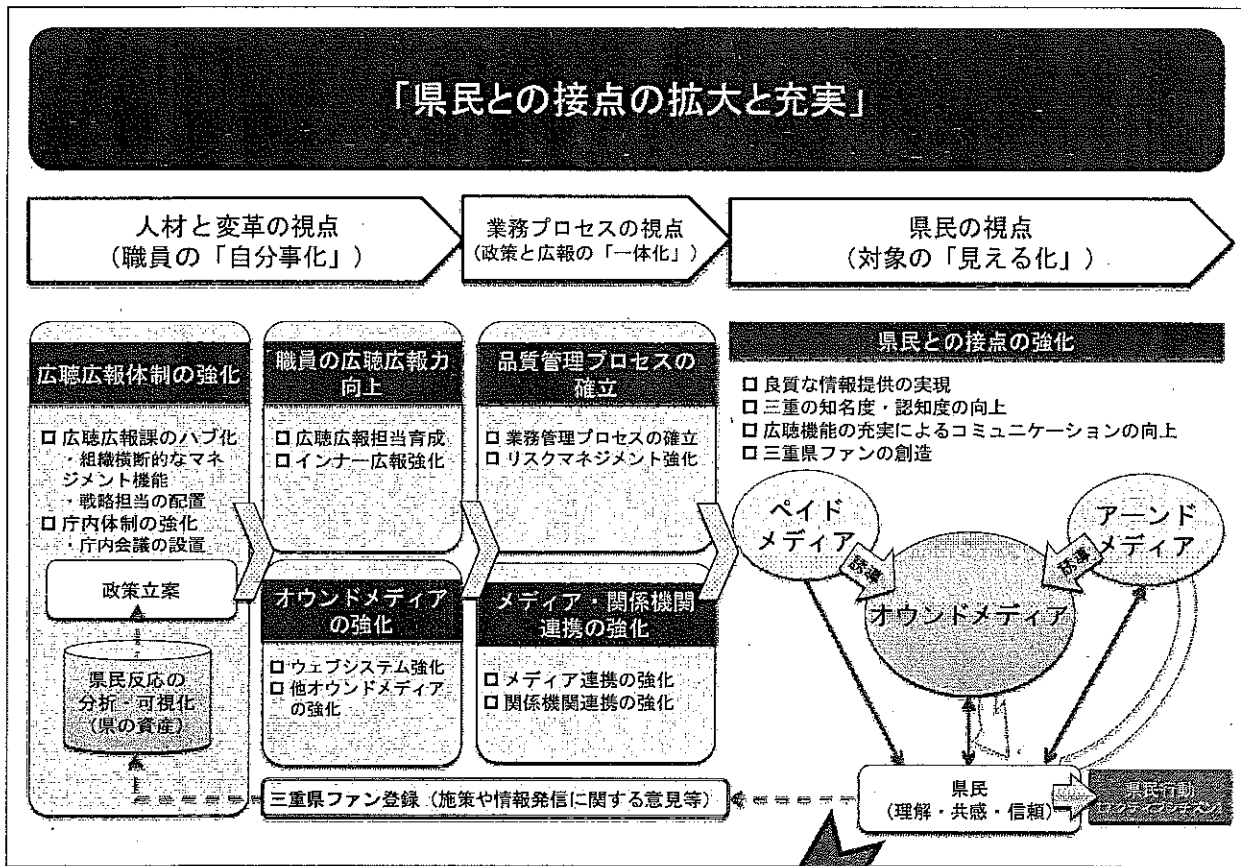 「県民との接点の拡大と充実」
人材と変革の視点
(職員の「自分事化」)
業務プロセスの視点
(政策と広報の「一体化」)
県民の視点
(対象の「見える化」)
広聴広報体制の強化
□ 広聴広報課のハブ化
・組織横断的なマネ
ジメント機能
・戦略担当の配置
□ 庁内体制の強化
・庁内会議の設置
政策立案
県民反応の
分析・可視化
(県の資産)
職員の広聴広報力
向上
□ 広聴広報担当育成
□ インナー広報強化
オウンドメディア
の強化
□ ウェブシステム強化
□ 他オウンドメディア
の強化
品質管理プロセスの
確立
□ 業務管理プロセスの確立
□ リスクマネジメント強化
メディア・関係機関
連携の強化
□ メディア連携の強化
□ 関係機関連携の強化
県民との接点の強化
□ 良質な情報提供の実現
□ 三重の知名度・認知度の向上
□ 広聴機能の充実によるコミュニケーションの向上
□ 三重県ファンの創造
ペイド
メディア
アーンド
メディア
誘導
誘導
オウンドメディア
三重県ファン登録（施策や情報発信に関する意見等）
県民
(理解・共感・信頼)
県民行動